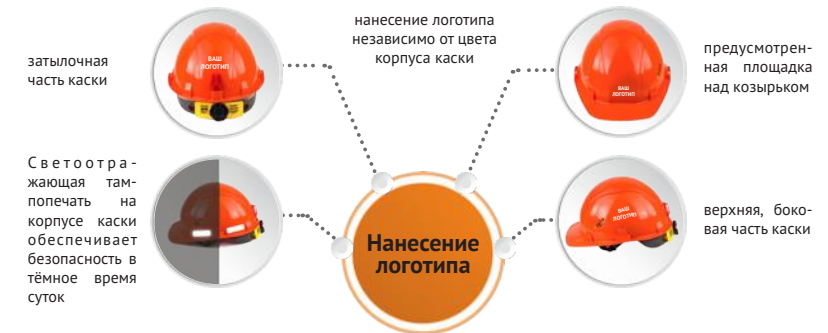 затылочная
часть каски
ВАШ
ЛОГОТИП
нанесение логотипа
независимо от цвета
корпуса каски
ВАШ
ЛОГОТИП
предусмотрен-
ная площадка
над козырьком
Светоотра-
жающая там-
попечать на
корпусе каски
обеспечивает
безопасность в
тёмное время
суток
Нанесение
логотипа
ВАШ
ЛОГОТИП
верхняя, боко-
вая часть каски